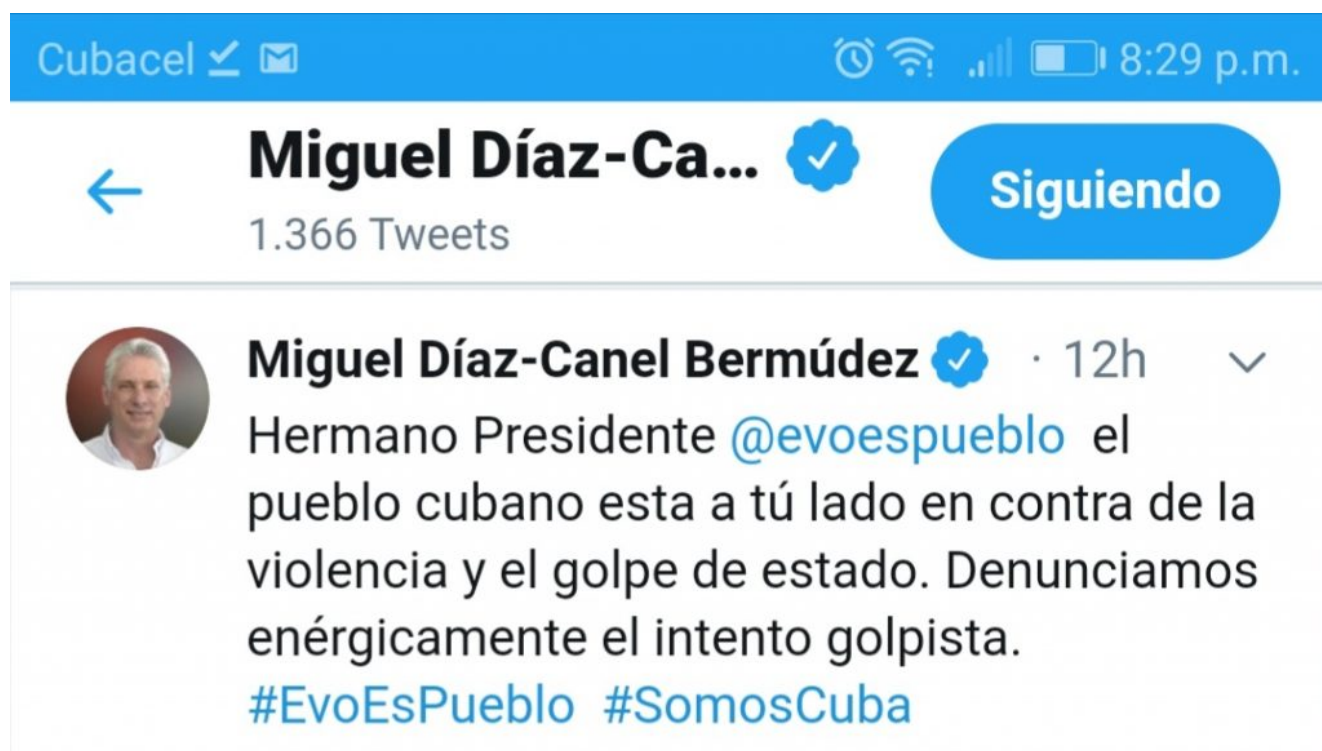 Cubacel
8:29 p.m.
Miguel Díaz-Ca...
Siguiendo
1.366 Tweets
Miguel Díaz-Canel Bermúdez · 12h
Hermano Presidente @evoespueblo el
pueblo cubano esta a tú lado en contra de la
violencia y el golpe de estado. Denunciamos
enérgicamente el intento golpista.
#EvoEsPueblo #SomosCuba